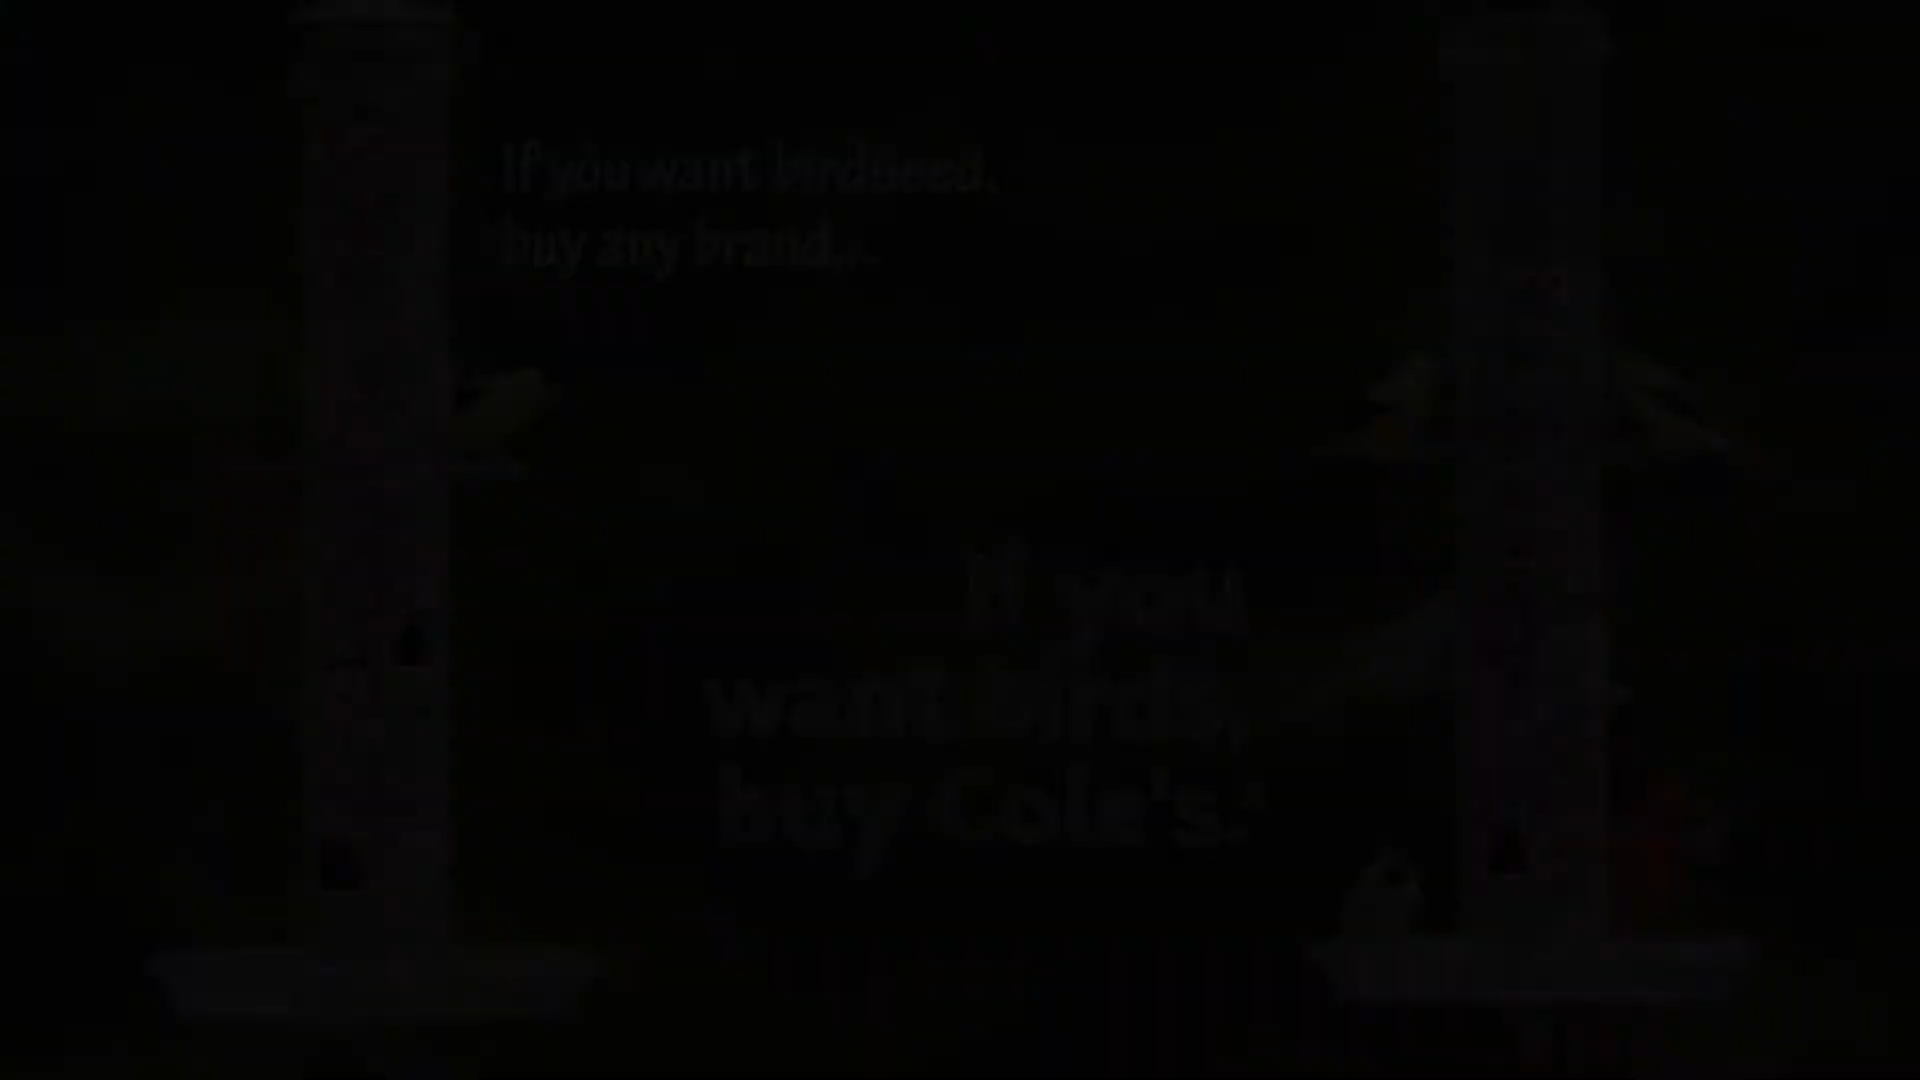 If you want birdseed,
buy any brand...
If you
want birds,
buy Cole's.